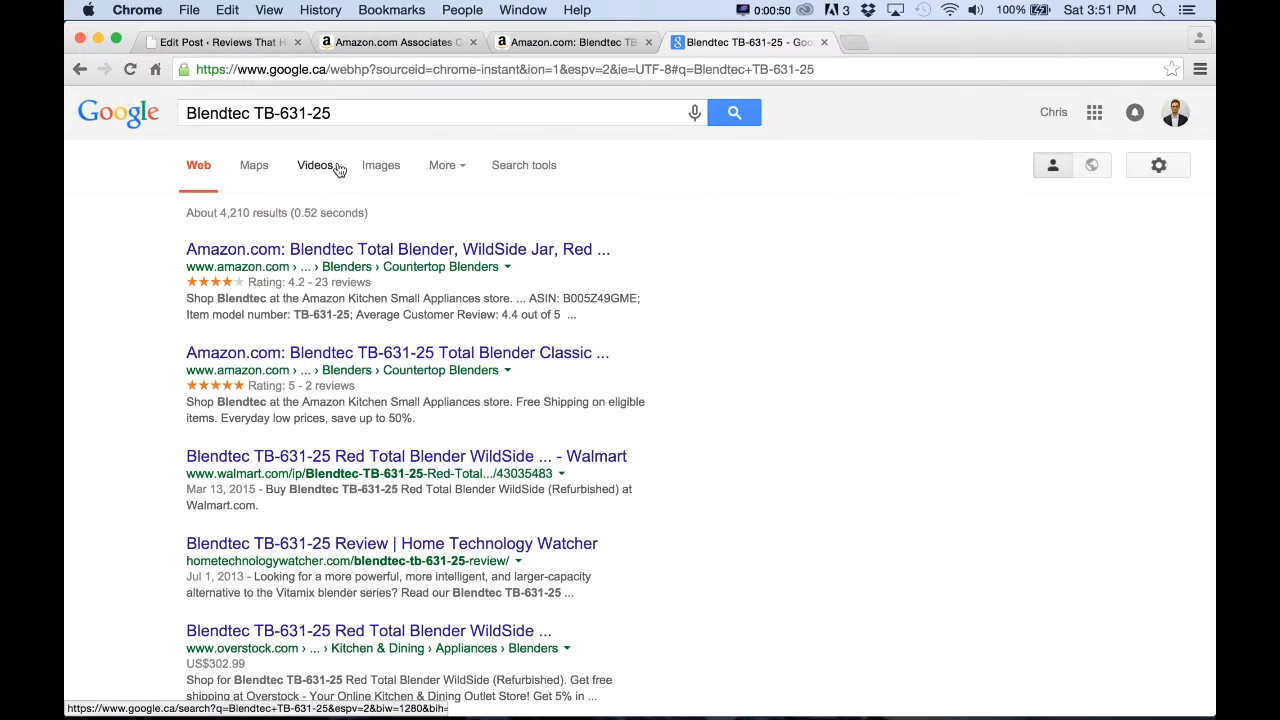 Chrome File Edit View History Bookmarks People Window Help 0:00:50 3 100% Sat 3:51 PM
Edit Post ‹ Reviews That H
Amazon.com Associates C
Amazon.com: Blendtec TB
Blendtec TB-631-25 - Goo
https://www.google.ca/webhp?sourceid=chrome-instant&ion=1&espv=2&ie=UTF-8#q=Blendtec+TB-631-25
Google
Blendtec TB-631-25
Chris
Web Maps Videos Images More Search tools
About 4,210 results (0.52 seconds)
Amazon.com: Blendtec Total Blender, WildSide Jar, Red ...
www.amazon.com › ... › Blenders › Countertop Blenders
Rating: 4.2 - 23 reviews
Shop Blendtec at the Amazon Kitchen Small Appliances store. ... ASIN: B005Z49GME;
Item model number: TB-631-25; Average Customer Review: 4.4 out of 5 ...
Amazon.com: Blendtec TB-631-25 Total Blender Classic ...
www.amazon.com › ... › Blenders › Countertop Blenders
Rating: 5 - 2 reviews
Shop Blendtec at the Amazon Kitchen Small Appliances store. Free Shipping on eligible
items. Everyday low prices, save up to 50%.
Blendtec TB-631-25 Red Total Blender WildSide ... - Walmart
www.walmart.com/ip/Blendtec-TB-631-25-Red-Total.../43035483
Mar 13, 2015 - Buy Blendtec TB-631-25 Red Total Blender WildSide (Refurbished) at
Walmart.com.
Blendtec TB-631-25 Review | Home Technology Watcher
hometechnologywatcher.com/blendtec-tb-631-25-review/
Jul 1, 2013 - Looking for a more powerful, more intelligent, and larger-capacity
alternative to the Vitamix blender series? Read our Blendtec TB-631-25 ...
Blendtec TB-631-25 Red Total Blender WildSide ...
www.overstock.com › ... › Kitchen & Dining › Appliances › Blenders
US$302.99
Shop for Blendtec TB-631-25 Red Total Blender WildSide (Refurbished). Get free
shipping at Overstock - Your Online Kitchen & Dining Outlet Store! Get 5% in ...
https://www.google.ca/search?q=Blendtec+TB-631-25&espv=2&biw=1280&bih=